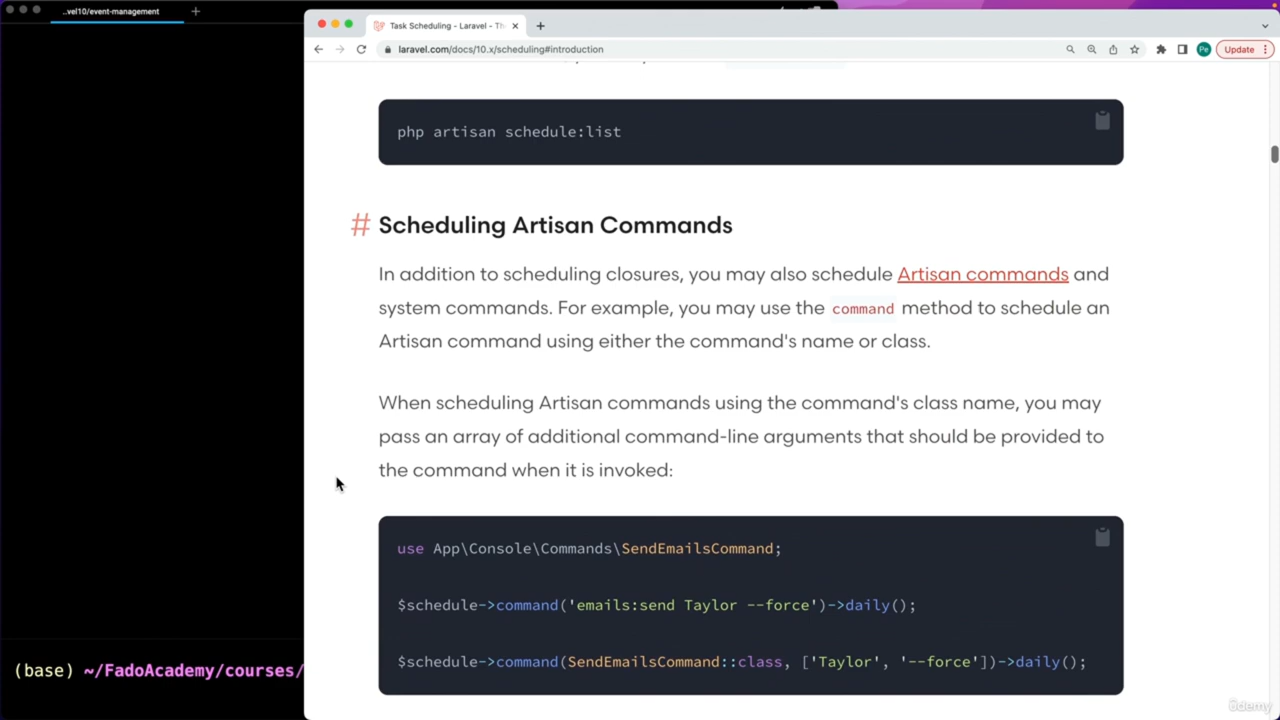 ..vel10/event-management
Task Scheduling - Laravel - Th
laravel.com/docs/10.x/scheduling#introduction
Pe
Update
php artisan schedule:list
# Scheduling Artisan Commands
In addition to scheduling closures, you may also schedule Artisan commands and
system commands. For example, you may use the command method to schedule an
Artisan command using either the command's name or class.
When scheduling Artisan commands using the command's class name, you may
pass an array of additional command-line arguments that should be provided to
the command when it is invoked:
use App\Console\Commands\SendEmailsCommand;
$schedule->command('emails:send Taylor --force')->daily();
$schedule->command(SendEmailsCommand::class, ['Taylor', '--force'])->daily();
(base) ~/FadoAcademy/courses/
ûdemy